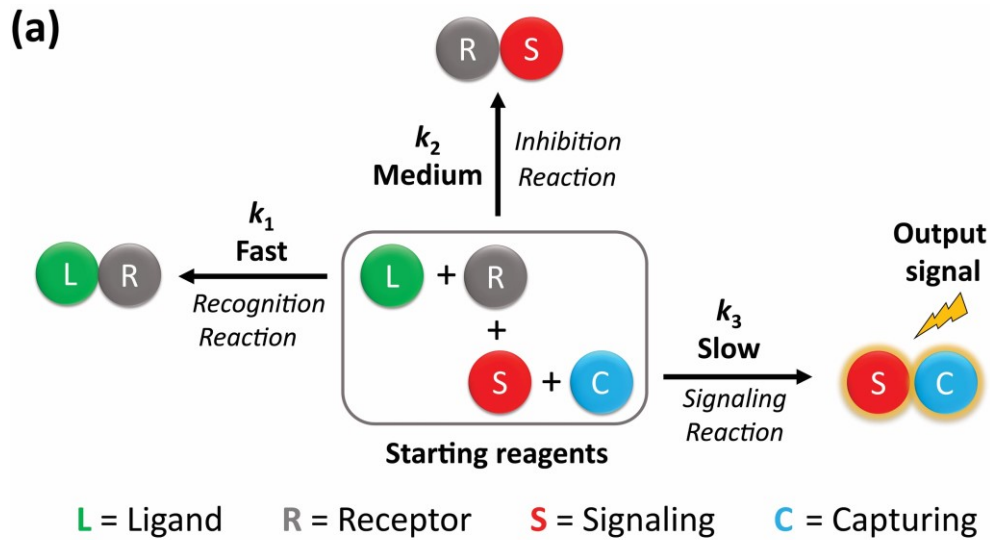 (a)
R S
k2
Medium
Inhibition
Reaction
k1
Fast
Recognition
Reaction
L R
L + R
+
S + C
Starting reagents
k3
Slow
Signaling
Reaction
Output
signal
S C
L = Ligand R = Receptor S = Signaling C = Capturing